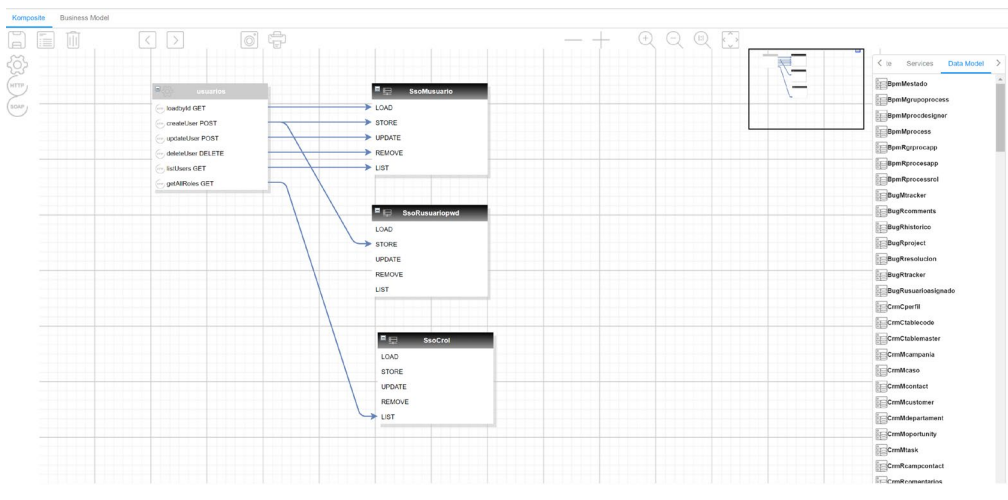 Komposite Business Model
HTTP
SOAP
usuarios
loadbyId GET
createUser POST
updateUser POST
deleteUser DELETE
listUsers GET
getAllRoles GET
SsoMusuario
LOAD
STORE
UPDATE
REMOVE
LIST
SsoRusuariopwd
LOAD
STORE
UPDATE
REMOVE
LIST
SsoCrol
LOAD
STORE
UPDATE
REMOVE
LIST
te Services Data Model
BpmMestado
BpmMgrupoprocess
BpmMprocdesigner
BpmMprocess
BpmRgrprocapp
BpmRprocesapp
BpmRprocessrol
BugMtracker
BugRcomments
BugRhistorico
BugRproject
BugRresolucion
BugRtracker
BugRusuarioasignado
CrmCperfil
CrmCtablecode
CrmCtablemaster
CrmMcampania
CrmMcaso
CrmMcontact
CrmMcustomer
CrmMdepartament
CrmMoportunity
CrmMtask
CrmRcampcontact
CrmRcomentarios